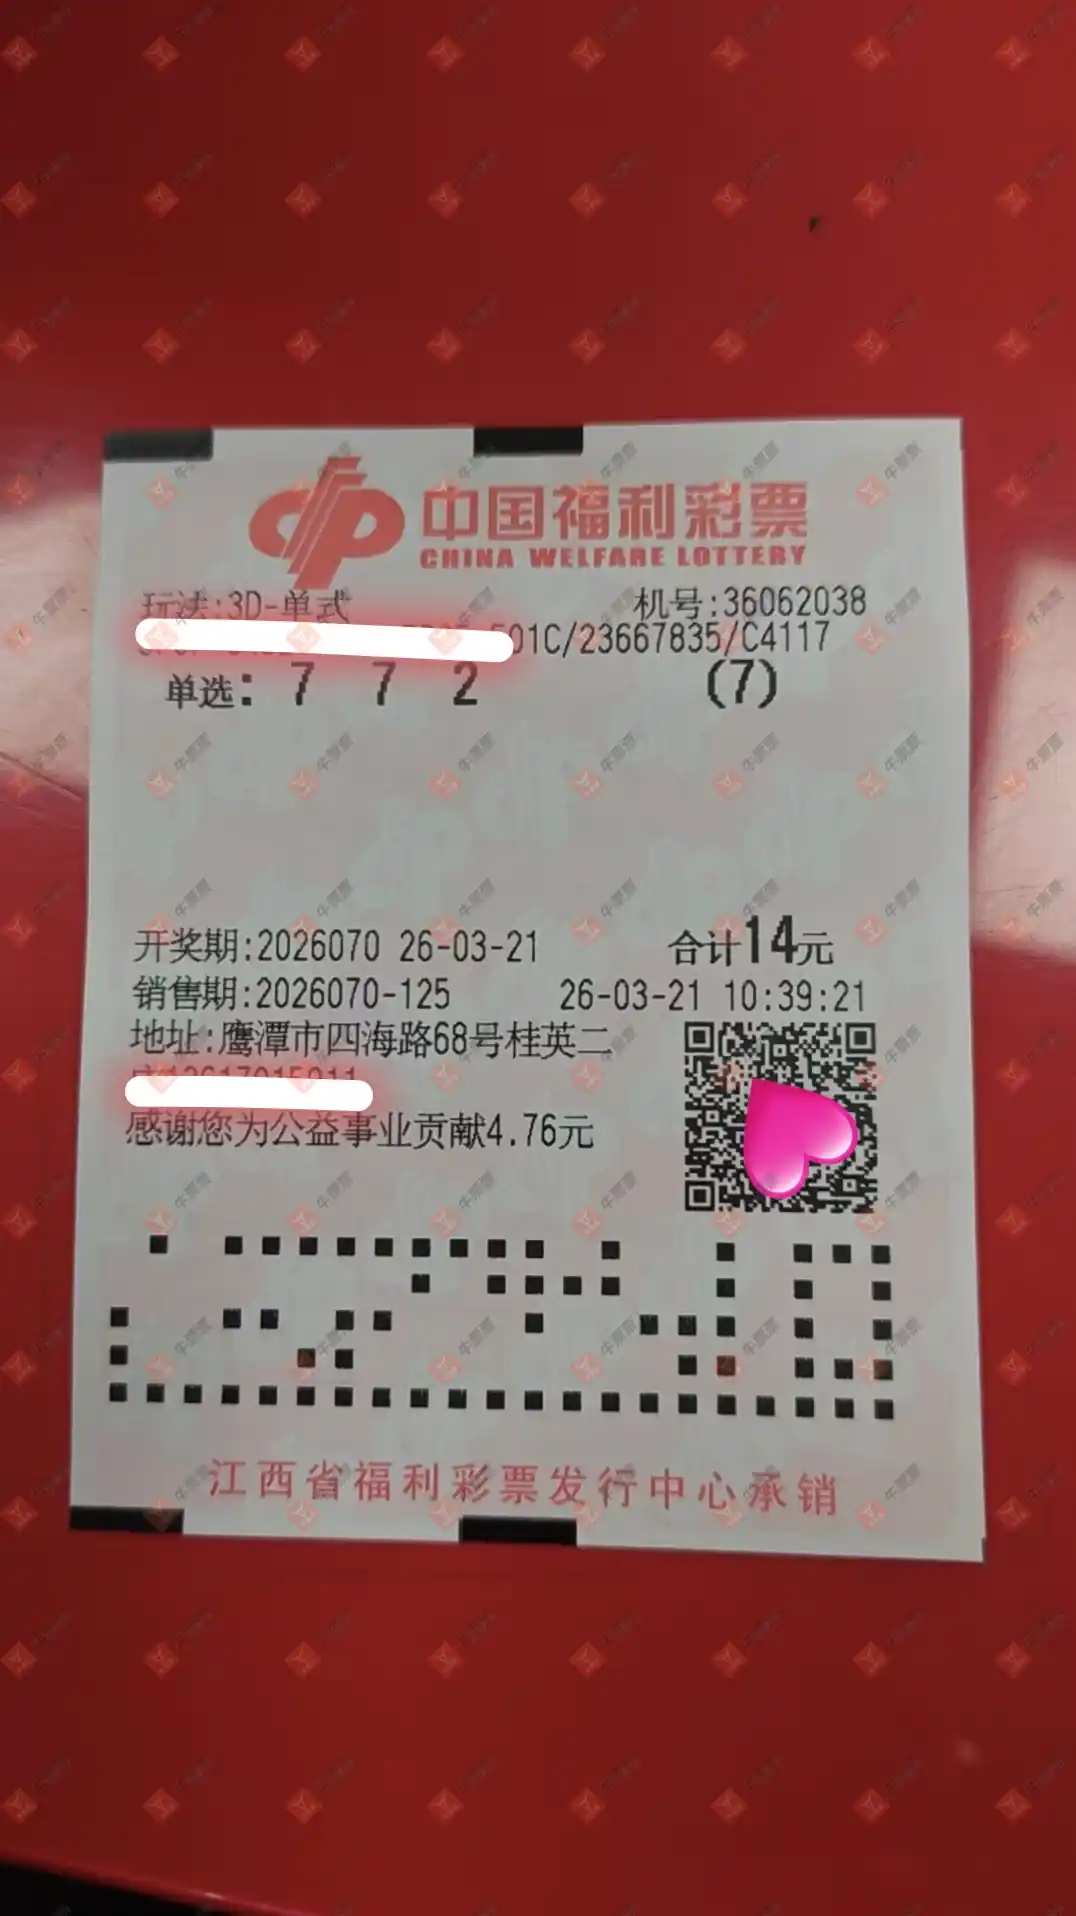 中国福利彩票
CHINA WELFARE LOTTERY
玩法:3D-单式 机号:36062038
501C/23667835/C4117
单选: 7 7 2 (7)
开奖期:2026070 26-03-21 合计14元
销售期:2026070-125 26-03-21 10:39:21
地址:鹰潭市四海路68号桂英二
感谢您为公益事业贡献4.76元
江西省福利彩票发行中心承销
牛票票